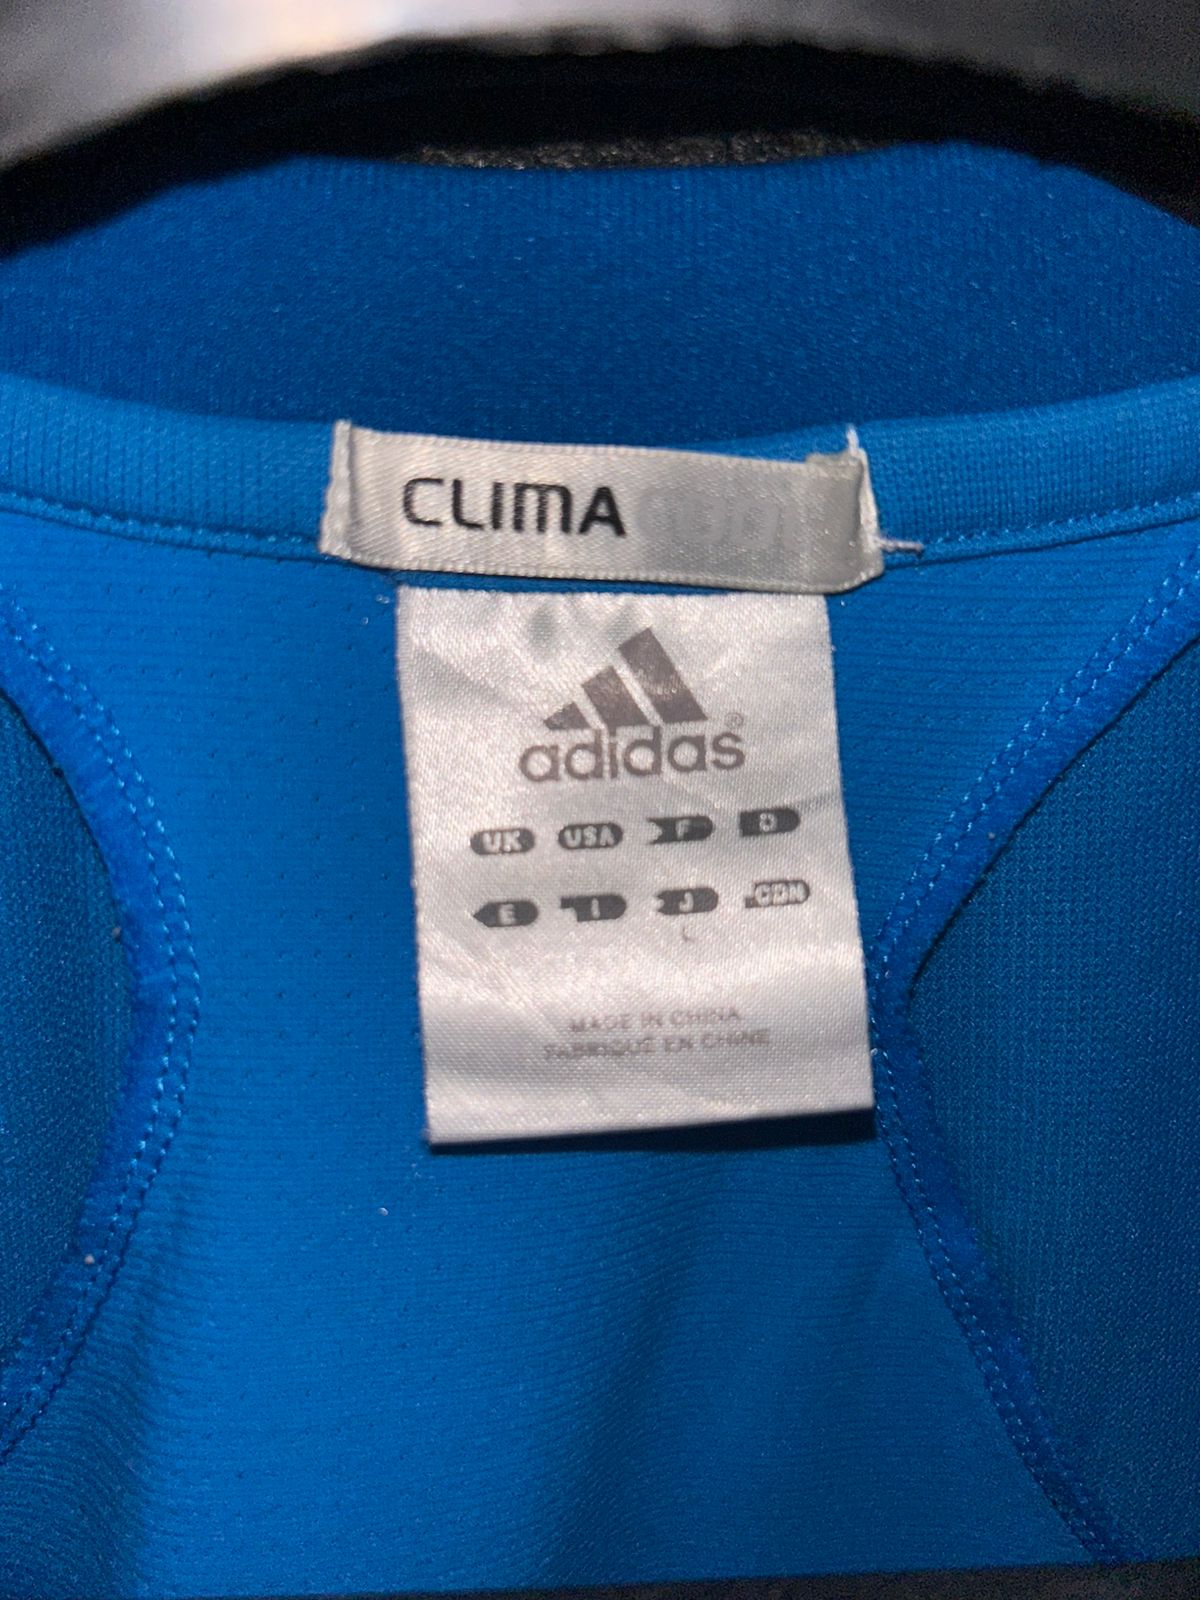 CLIMA
adidas®
UK USA F D
E I J CDN
L
MADE IN CHINA
FABRIQUÉ EN CHINE